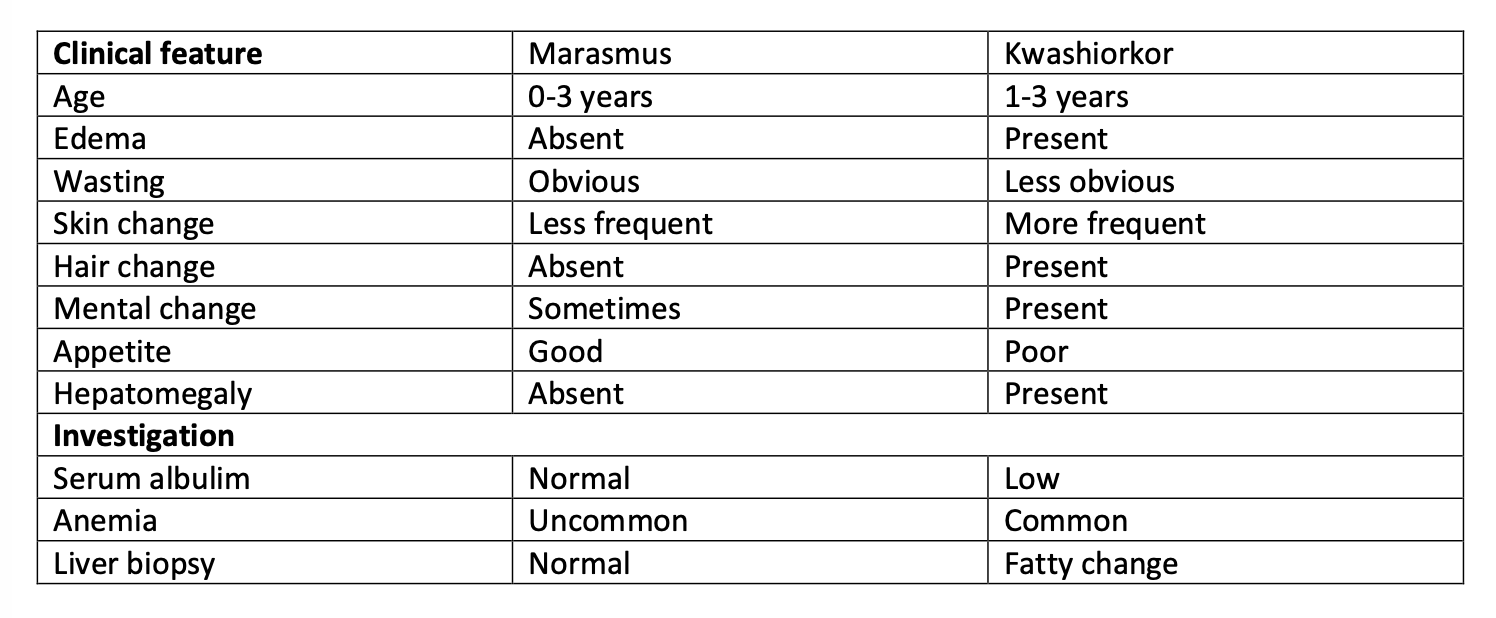 Clinical feature Marasmus Kwashiorkor
Age 0-3 years 1-3 years
Edema Absent Present
Wasting Obvious Less obvious
Skin change Less frequent More frequent
Hair change Absent Present
Mental change Sometimes Present
Appetite Good Poor
Hepatomegaly Absent Present
Investigation
Serum albulim Normal Low
Anemia Uncommon Common
Liver biopsy Normal Fatty change